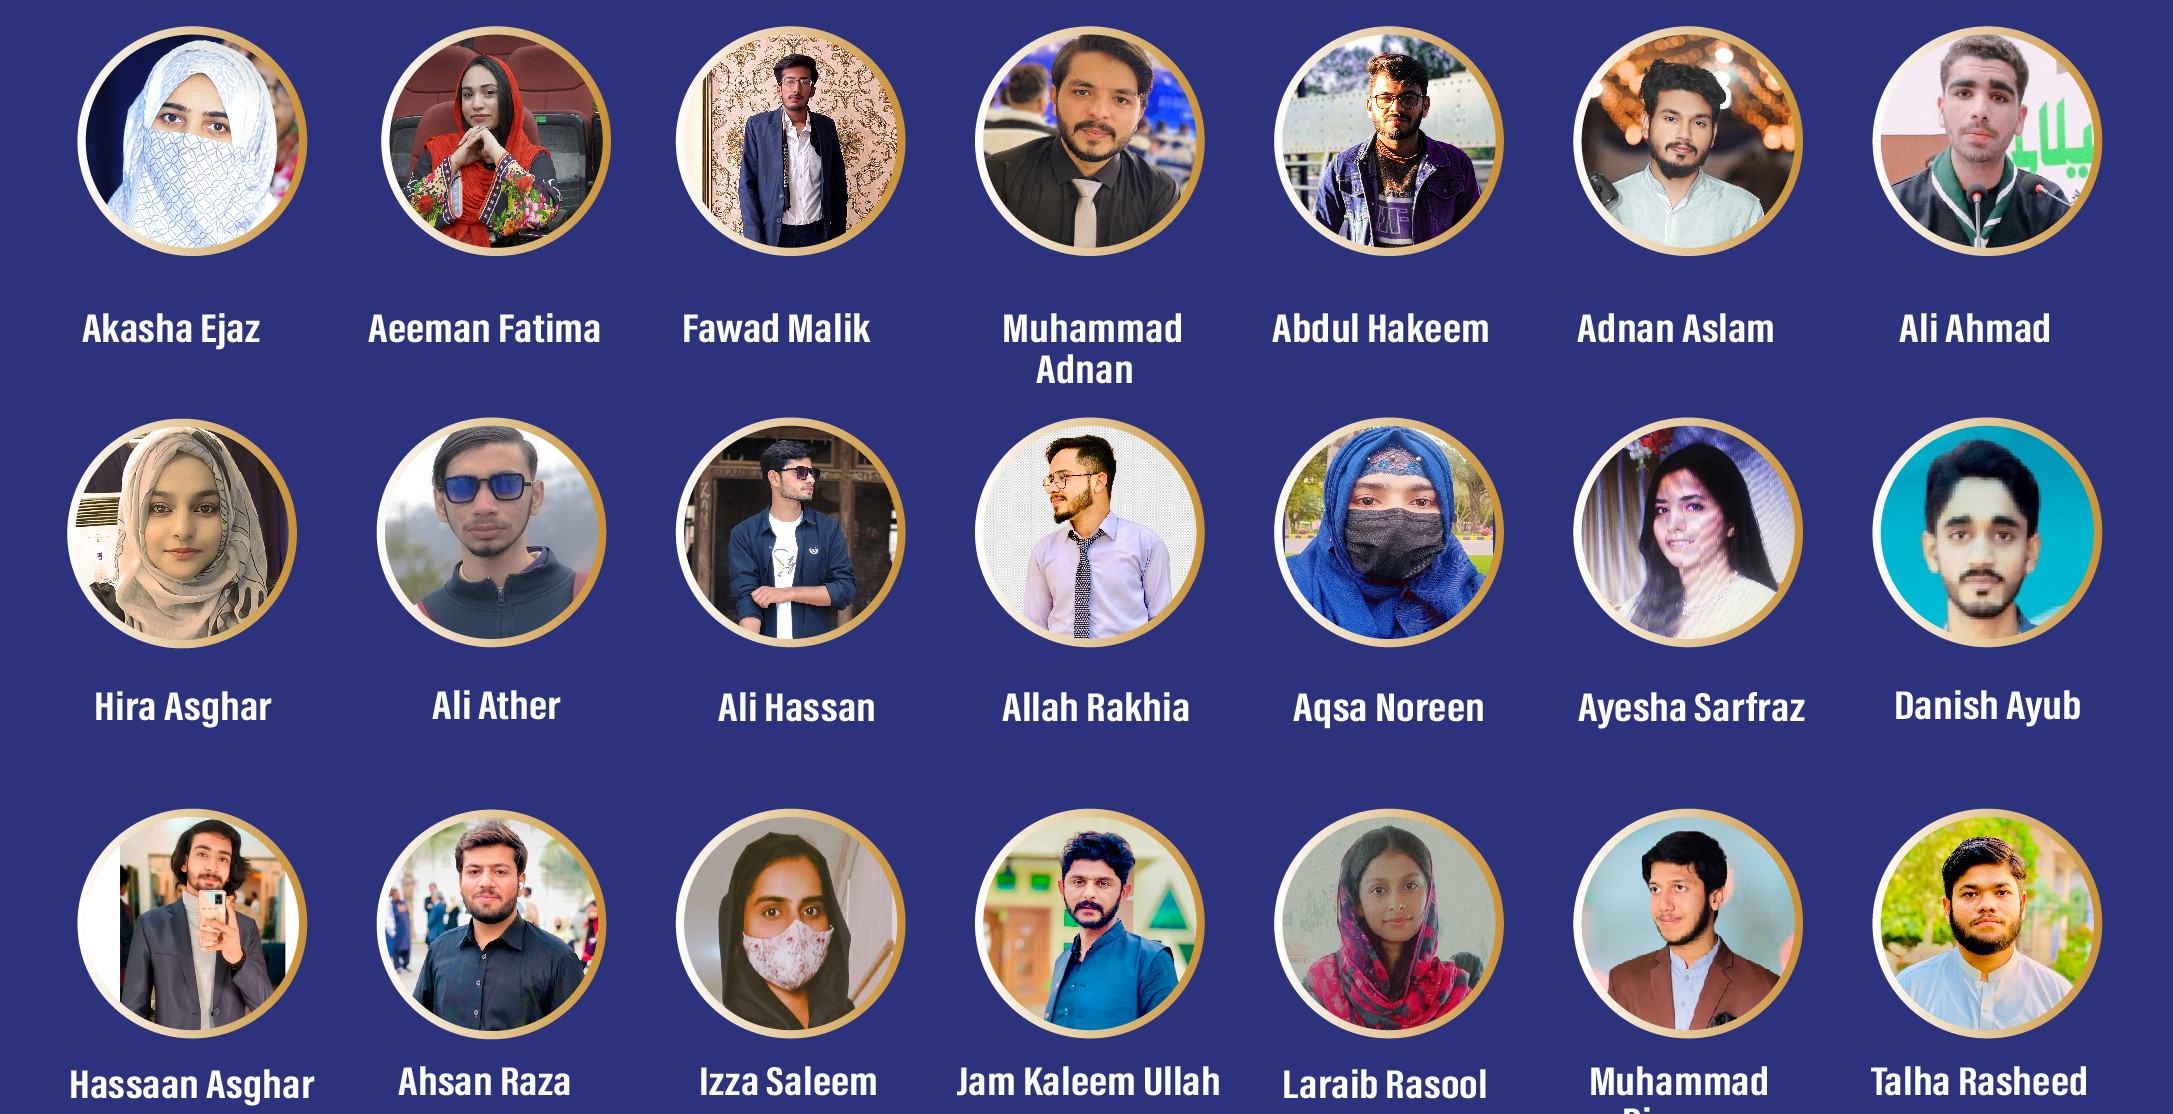 Akasha Ejaz
Aeeman Fatima
Fawad Malik
Muhammad
Adnan
Abdul Hakeem
Adnan Aslam
Ali Ahmad
Hira Asghar
Ali Ather
Ali Hassan
Allah Rakhia
Aqsa Noreen
Ayesha Sarfraz
Danish Ayub
Hassaan Asghar
Ahsan Raza
Izza Saleem
Jam Kaleem Ullah
Laraib Rasool
Muhammad
Talha Rasheed